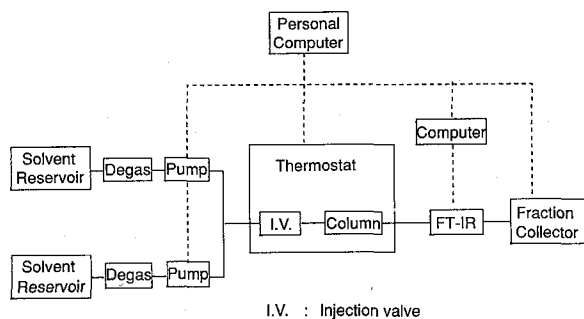 Personal
Computer
Computer
Thermostat
Solvent
Reservoir
Degas
Pump
I.V.
Column
FT-IR
Fraction
Collector
Solvent
Reservoir
Degas
Pump
I.V. : Injection valve